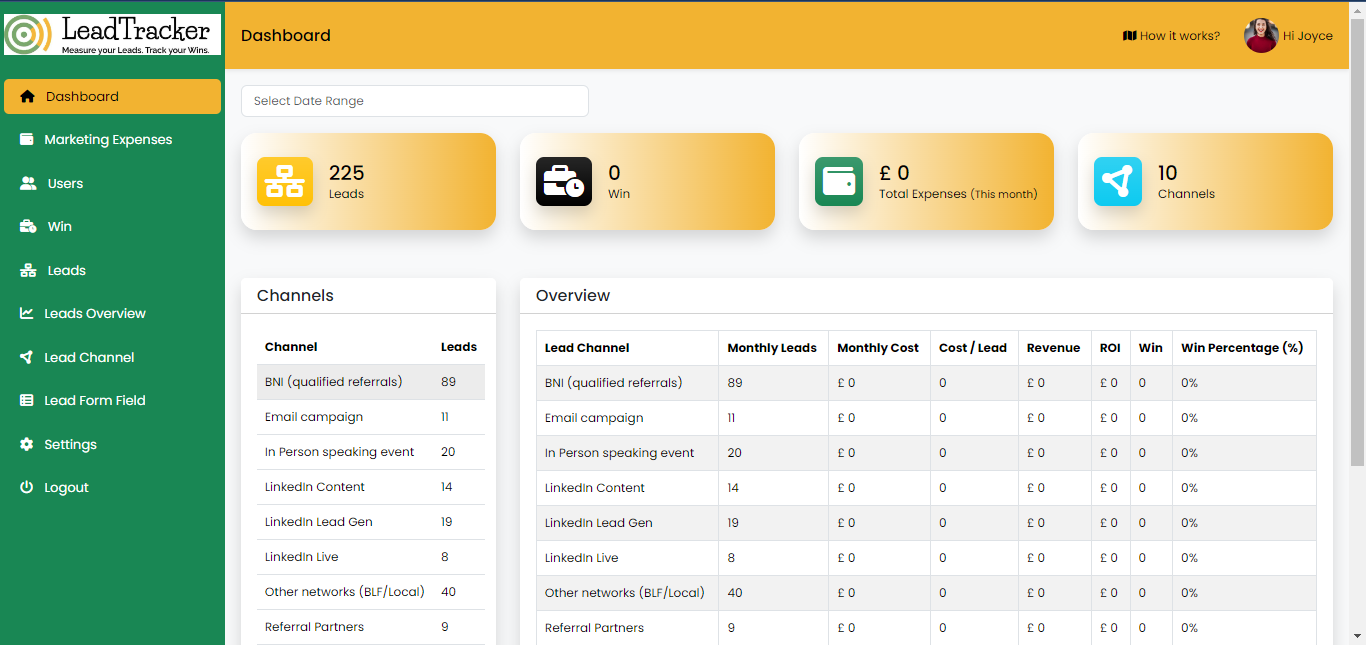 LeadTracker
Measure your Leads. Track your Wins.
Dashboard
Marketing Expenses
Users
Win
Leads
Leads Overview
Lead Channel
Lead Form Field
Settings
Logout
Dashboard
How it works?
Hi Joyce
Select Date Range
225
Leads
0
Win
£ 0
Total Expenses (This month)
10
Channels
Channels
Channel Leads
BNI (qualified referrals) 89
Email campaign 11
In Person speaking event 20
LinkedIn Content 14
LinkedIn Lead Gen 19
LinkedIn Live 8
Other networks (BLF/Local) 40
Referral Partners 9
Overview
Lead Channel Monthly Leads Monthly Cost Cost / Lead Revenue ROI Win Win Percentage (%)
BNI (qualified referrals) 89 £ 0 0 £ 0 £ 0 0 0%
Email campaign 11 £ 0 0 £ 0 £ 0 0 0%
In Person speaking event 20 £ 0 0 £ 0 £ 0 0 0%
LinkedIn Content 14 £ 0 0 £ 0 £ 0 0 0%
LinkedIn Lead Gen 19 £ 0 0 £ 0 £ 0 0 0%
LinkedIn Live 8 £ 0 0 £ 0 £ 0 0 0%
Other networks (BLF/Local) 40 £ 0 0 £ 0 £ 0 0 0%
Referral Partners 9 £ 0 0 £ 0 £ 0 0 0%